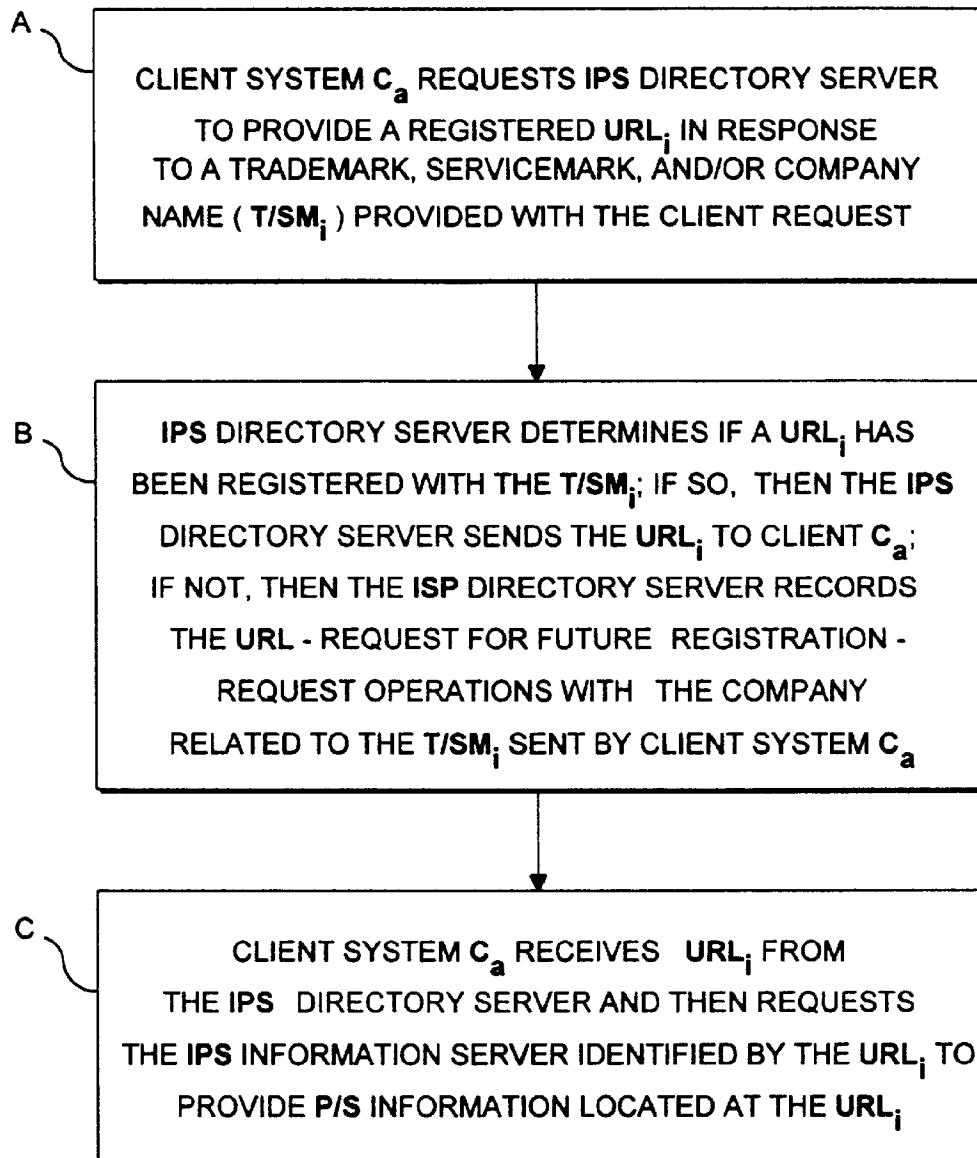 A
CLIENT SYSTEM Ca REQUESTS IPS DIRECTORY SERVER
TO PROVIDE A REGISTERED URLi IN RESPONSE
TO A TRADEMARK, SERVICEMARK, AND/OR COMPANY
NAME ( T/SMi ) PROVIDED WITH THE CLIENT REQUEST
B
IPS DIRECTORY SERVER DETERMINES IF A URLi HAS
BEEN REGISTERED WITH THE T/SMi; IF SO, THEN THE IPS
DIRECTORY SERVER SENDS THE URLi TO CLIENT Ca;
IF NOT, THEN THE ISP DIRECTORY SERVER RECORDS
THE URL - REQUEST FOR FUTURE REGISTRATION -
REQUEST OPERATIONS WITH THE COMPANY
RELATED TO THE T/SMi SENT BY CLIENT SYSTEM Ca
C
CLIENT SYSTEM Ca RECEIVES URLi FROM
THE IPS DIRECTORY SERVER AND THEN REQUESTS
THE IPS INFORMATION SERVER IDENTIFIED BY THE URLi TO
PROVIDE P/S INFORMATION LOCATED AT THE URLi